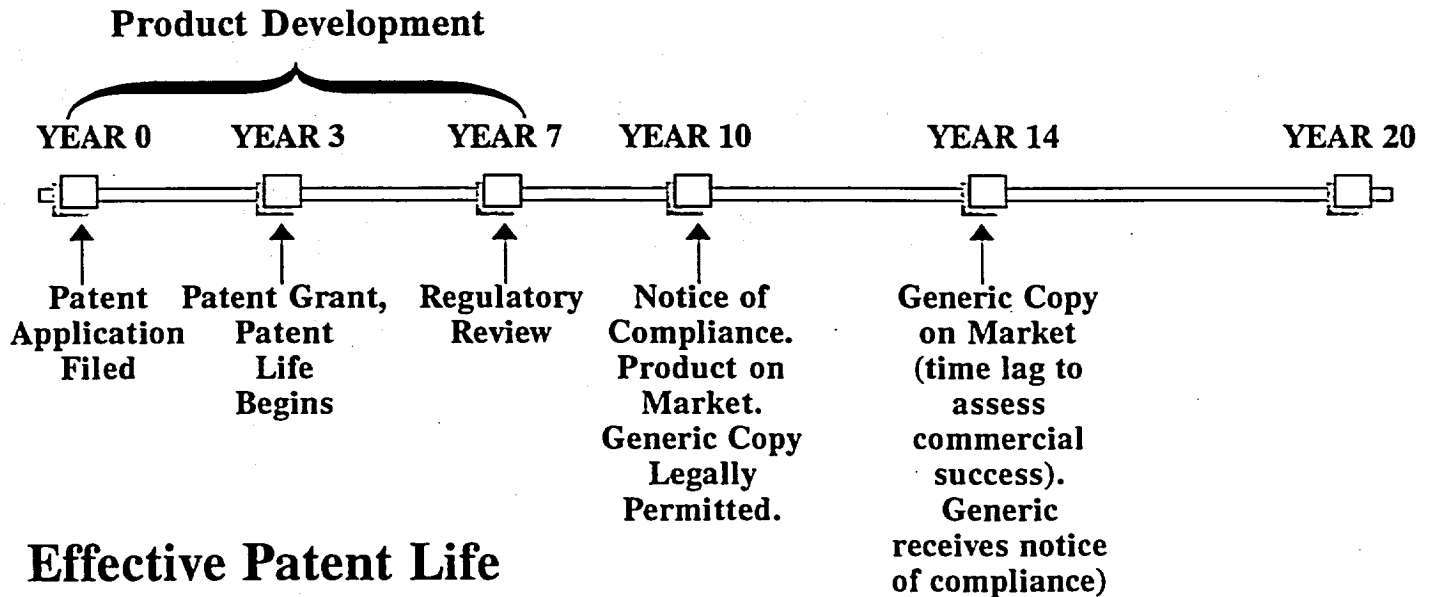 Product Development
YEAR 0 YEAR 3 YEAR 7 YEAR 10 YEAR 14 YEAR 20
Patent
Application
Filed
Patent Grant,
Patent
Life
Begins
Regulatory
Review
Notice of
Compliance.
Product on
Market.
Generic Copy
Legally
Permitted.
Generic Copy
on Market
(time lag to
assess
commercial
success).
Generic
receives notice
of compliance)
Effective Patent Life